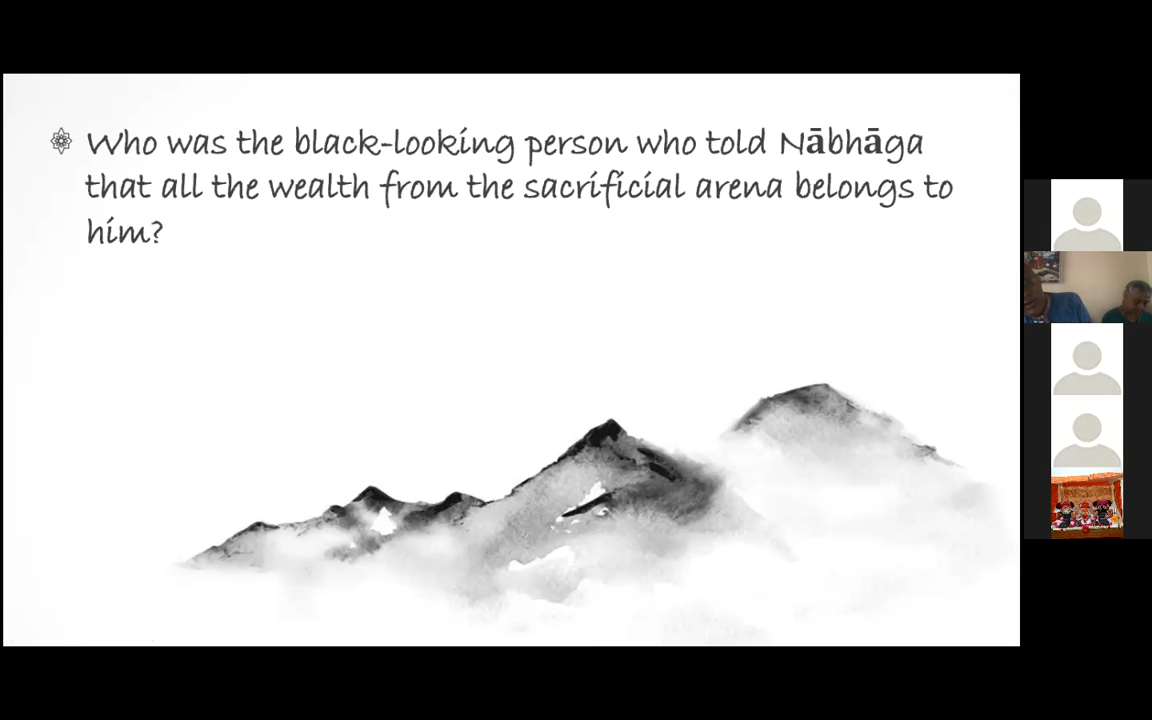 Who was the black-looking person who told Nābhāga
that all the wealth from the sacrificial arena belongs to
him?